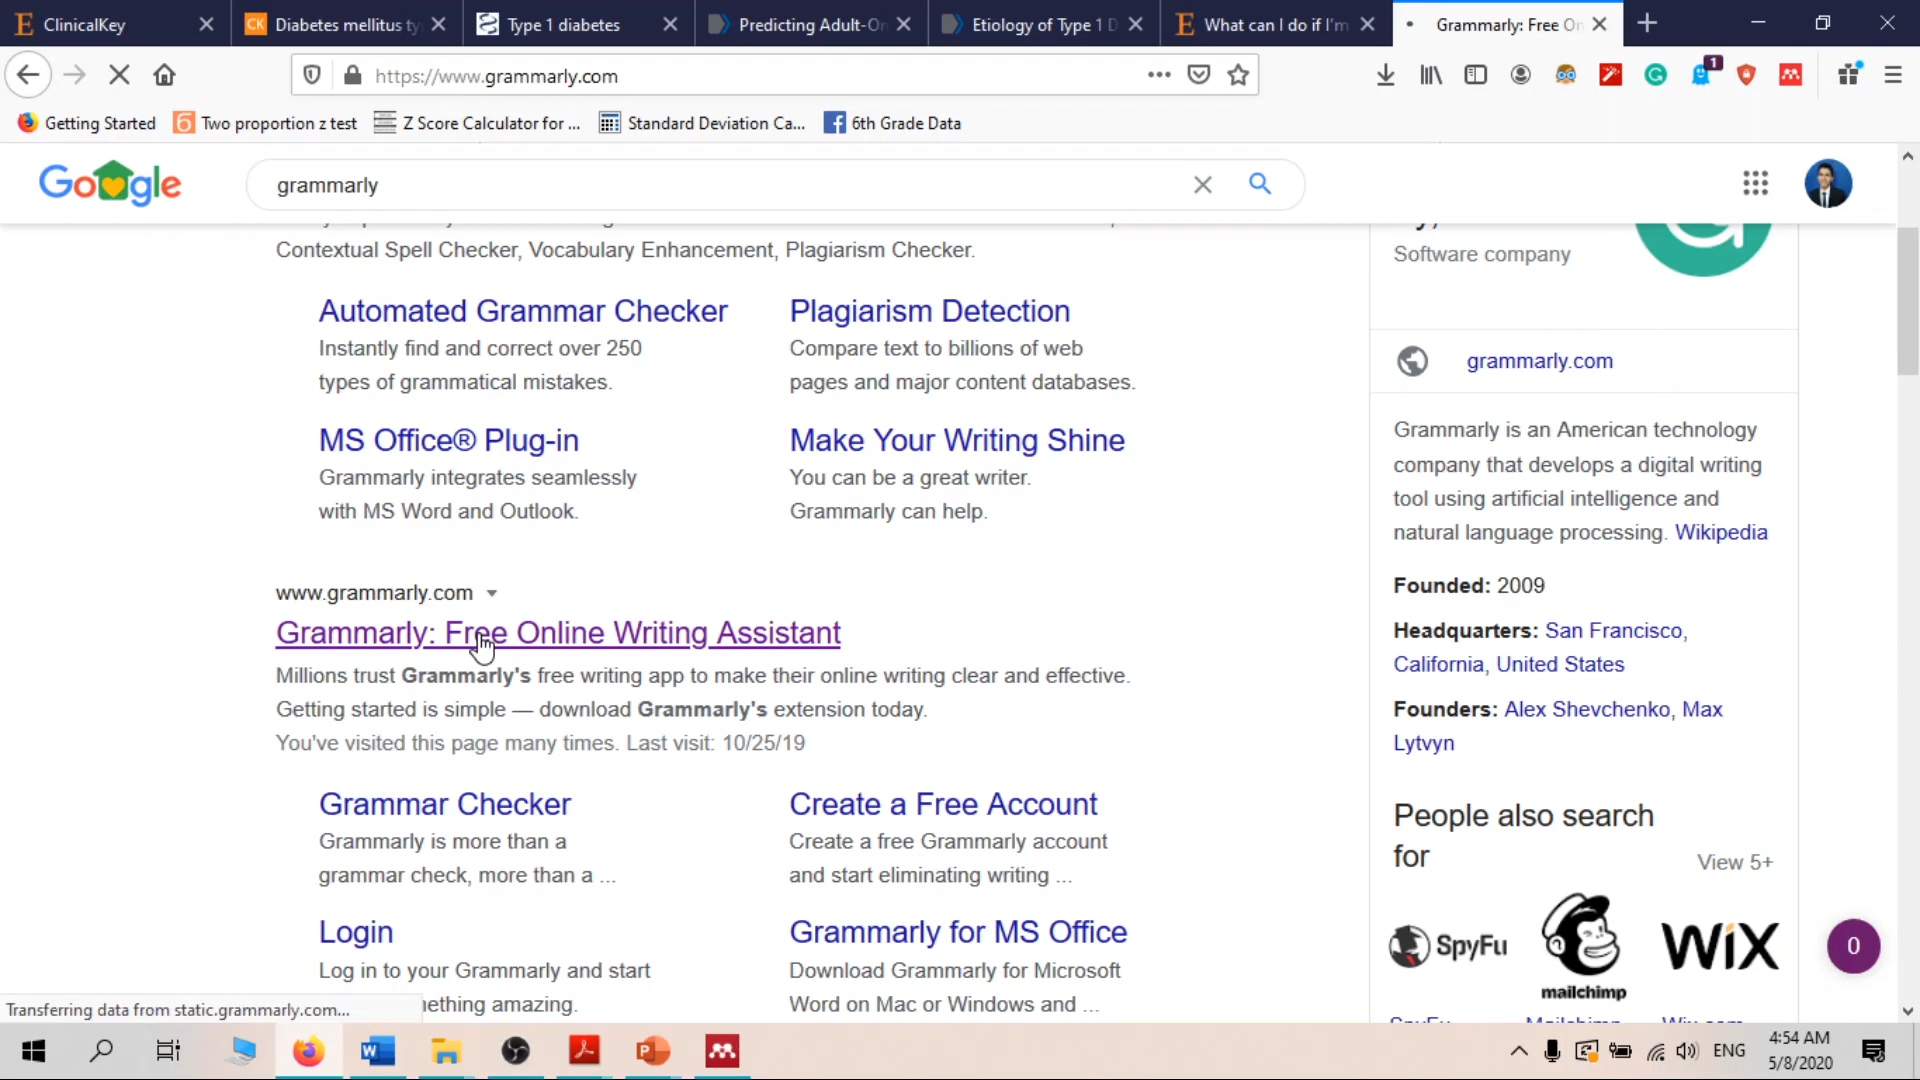 ClinicalKey
Diabetes mellitus ty
Type 1 diabetes
Predicting Adult-On
Etiology of Type 1 D
What can I do if I'm
Grammarly: Free On
https://www.grammarly.com
1
Getting Started
Two proportion z test
Z Score Calculator for ...
Standard Deviation Ca...
6th Grade Data
Google
grammarly
Contextual Spell Checker, Vocabulary Enhancement, Plagiarism Checker.
Automated Grammar Checker
Instantly find and correct over 250
types of grammatical mistakes.
Plagiarism Detection
Compare text to billions of web
pages and major content databases.
MS Office® Plug-in
Grammarly integrates seamlessly
with MS Word and Outlook.
Make Your Writing Shine
You can be a great writer.
Grammarly can help.
www.grammarly.com
Grammarly: Free Online Writing Assistant
Millions trust Grammarly's free writing app to make their online writing clear and effective.
Getting started is simple — download Grammarly's extension today.
You've visited this page many times. Last visit: 10/25/19
Grammar Checker
Grammarly is more than a
grammar check, more than a ...
Create a Free Account
Create a free Grammarly account
and start eliminating writing ...
Login
Log in to your Grammarly and start
ething amazing.
Grammarly for MS Office
Download Grammarly for Microsoft
Word on Mac or Windows and ...
Software company
grammarly.com
Grammarly is an American technology
company that develops a digital writing
tool using artificial intelligence and
natural language processing. Wikipedia
Founded: 2009
Headquarters: San Francisco,
California, United States
Founders: Alex Shevchenko, Max
Lytvyn
People also search
for
View 5+
SpyFu
mailchimp
WiX
0
SpyFu
Mailchimp
Wix.com
Transferring data from static.grammarly.com...
ENG
4:54 AM
5/8/2020